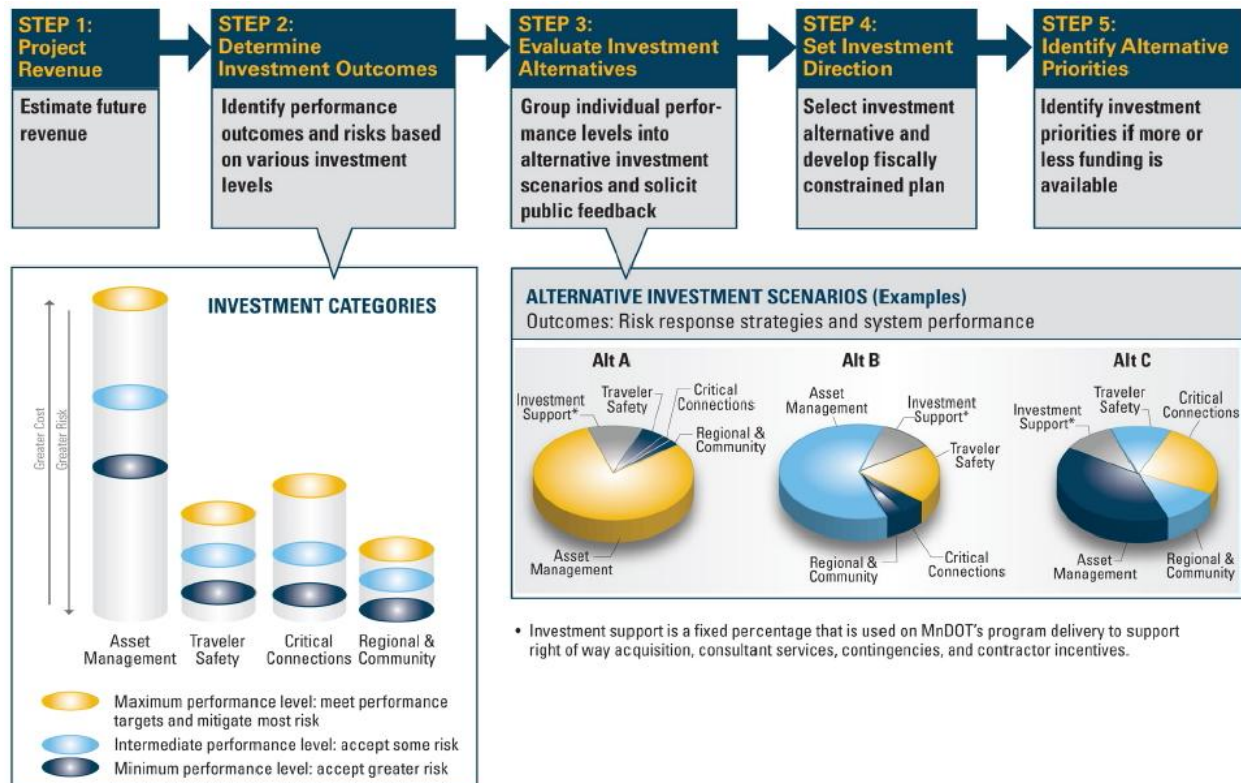 STEP 1:
Project
Revenue
Estimate future
revenue
STEP 2:
Determine
Investment Outcomes
Identify performance
outcomes and risks based
on various investment
levels
STEP 3:
Evaluate Investment
Alternatives
Group individual perfor-
mance levels into
alternative investment
scenarios and solicit
public feedback
STEP 4:
Set Investment
Direction
Select investment
alternative and
develop fiscally
constrained plan
STEP 5:
Identify Alternative
Priorities
Identify investment
priorities if more or
less funding is
available
INVESTMENT CATEGORIES
Greater Cost
Greater Risk
Asset
Management
Traveler
Safety
Critical
Connections
Regional &
Community
Maximum performance level: meet performance
targets and mitigate most risk
Intermediate performance level: accept some risk
Minimum performance level: accept greater risk
ALTERNATIVE INVESTMENT SCENARIOS (Examples)
Outcomes: Risk response strategies and system performance
Alt A
Investment
Support*
Traveler
Safety
Critical
Connections
Regional &
Community
Asset
Management
Alt B
Asset
Management
Investment
Support*
Traveler
Safety
Regional &
Community
Critical
Connections
Alt C
Investment
Support*
Traveler
Safety
Critical
Connections
Asset
Management
Regional &
Community
• Investment support is a fixed percentage that is used on MnDOT's program delivery to support
right of way acquisition, consultant services, contingencies, and contractor incentives.